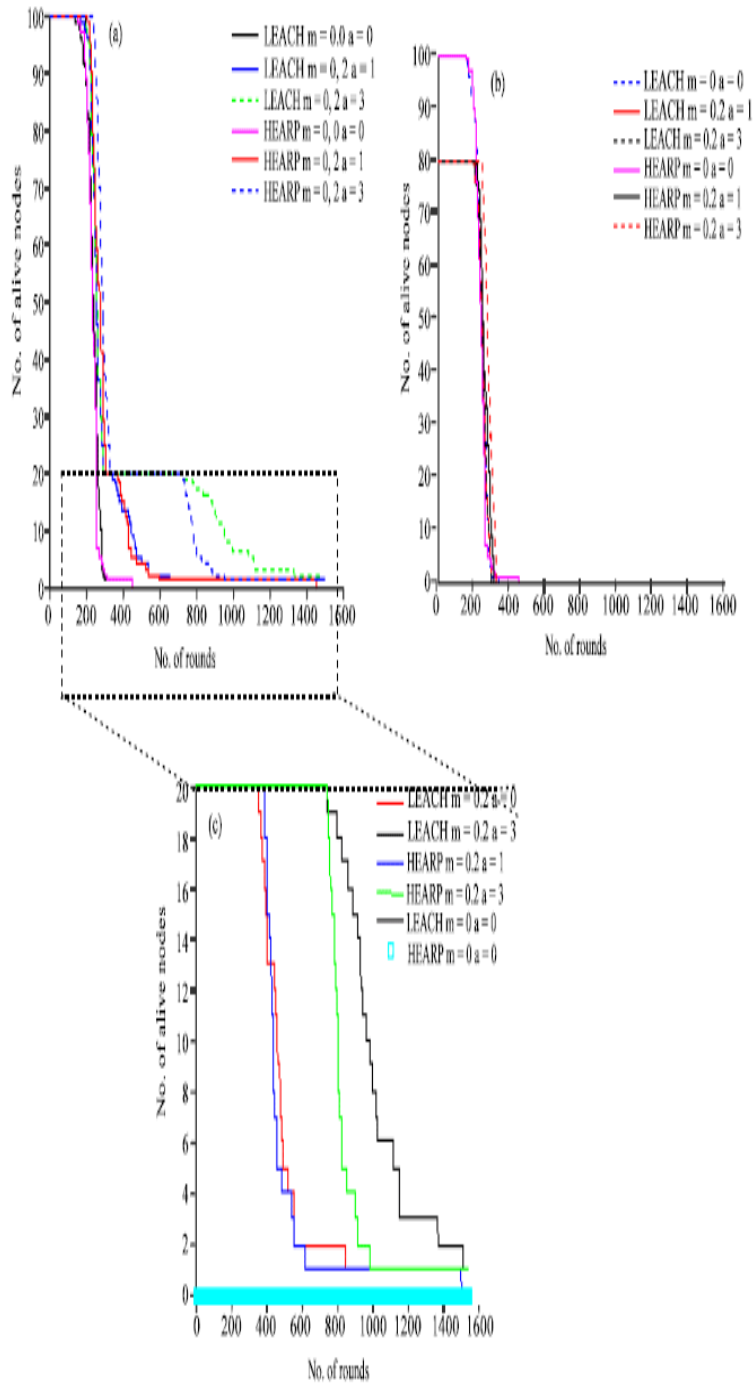 (a)
LEACH m = 0.0 a = 0
LEACH m = 0, 2 a = 1
LEACH m = 0, 2 a = 3
HEARP m = 0, 0 a = 0
HEARP m = 0, 2 a = 1
HEARP m = 0, 2 a = 3
100
90
80
70
60
50
40
30
20
10
0
No. of alive nodes
0 200 400 600 800 1000 1200 1400 1600
No. of rounds
(b)
LEACH m = 0 a = 0
LEACH m = 0.2 a = 1
LEACH m = 0.2 a = 3
HEARP m = 0 a = 0
HEARP m = 0.2 a = 1
HEARP m = 0.2 a = 3
100
90
80
70
60
50
40
30
20
10
0
No. of alive nodes
0 200 400 600 800 1000 1200 1400 1600
No. of rounds
(c)
LEACH m = 0.2 a = 0
LEACH m = 0.2 a = 3
HEARP m = 0.2 a = 1
HEARP m = 0.2 a = 3
LEACH m = 0 a = 0
HEARP m = 0 a = 0
20
18
16
14
12
10
8
6
4
2
0
No. of alive nodes
0 200 400 600 800 1000 1200 1400 1600
No. of rounds